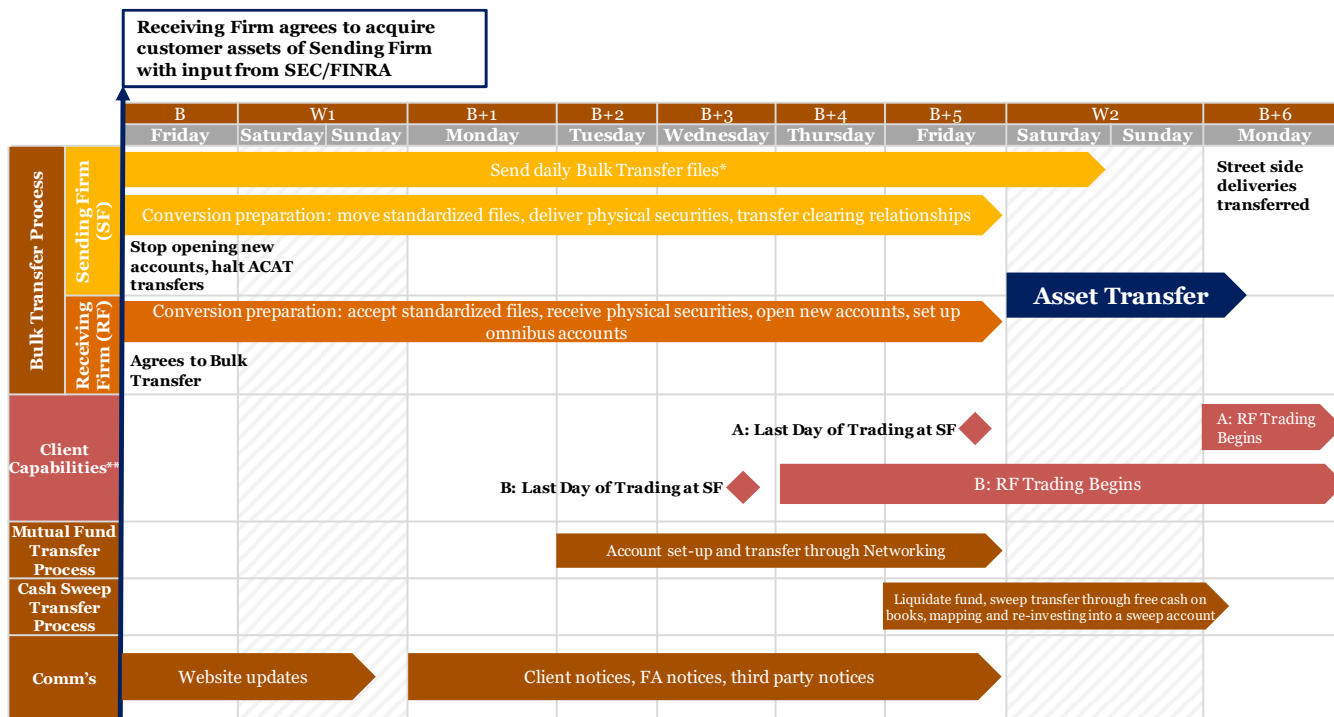 Receiving Firm agrees to acquire
customer assets of Sending Firm
with input from SEC/FINRA
B W1 B+1 B+2 B+3 B+4 B+5 W2 B+6
Friday Saturday Sunday Monday Tuesday Wednesday Thursday Friday Saturday Sunday Monday
Bulk Transfer Process
Sending Firm
(SF)
Send daily Bulk Transfer files*
Street side
deliveries
transferred
Conversion preparation: move standardized files, deliver physical securities, transfer clearing relationships
Stop opening new
accounts, halt ACAT
transfers
Asset Transfer
Receiving
Firm (RF)
Conversion preparation: accept standardized files, receive physical securities, open new accounts, set up
omnibus accounts
Agrees to Bulk
Transfer
Client
Capabilities**
A: Last Day of Trading at SF
A: RF Trading
Begins
B: Last Day of Trading at SF
B: RF Trading Begins
Mutual Fund
Transfer
Process
Account set-up and transfer through Networking
Cash Sweep
Transfer
Process
Liquidate fund, sweep transfer through free cash on
books, mapping and re-investing into a sweep account
Comm's
Website updates
Client notices, FA notices, third party notices